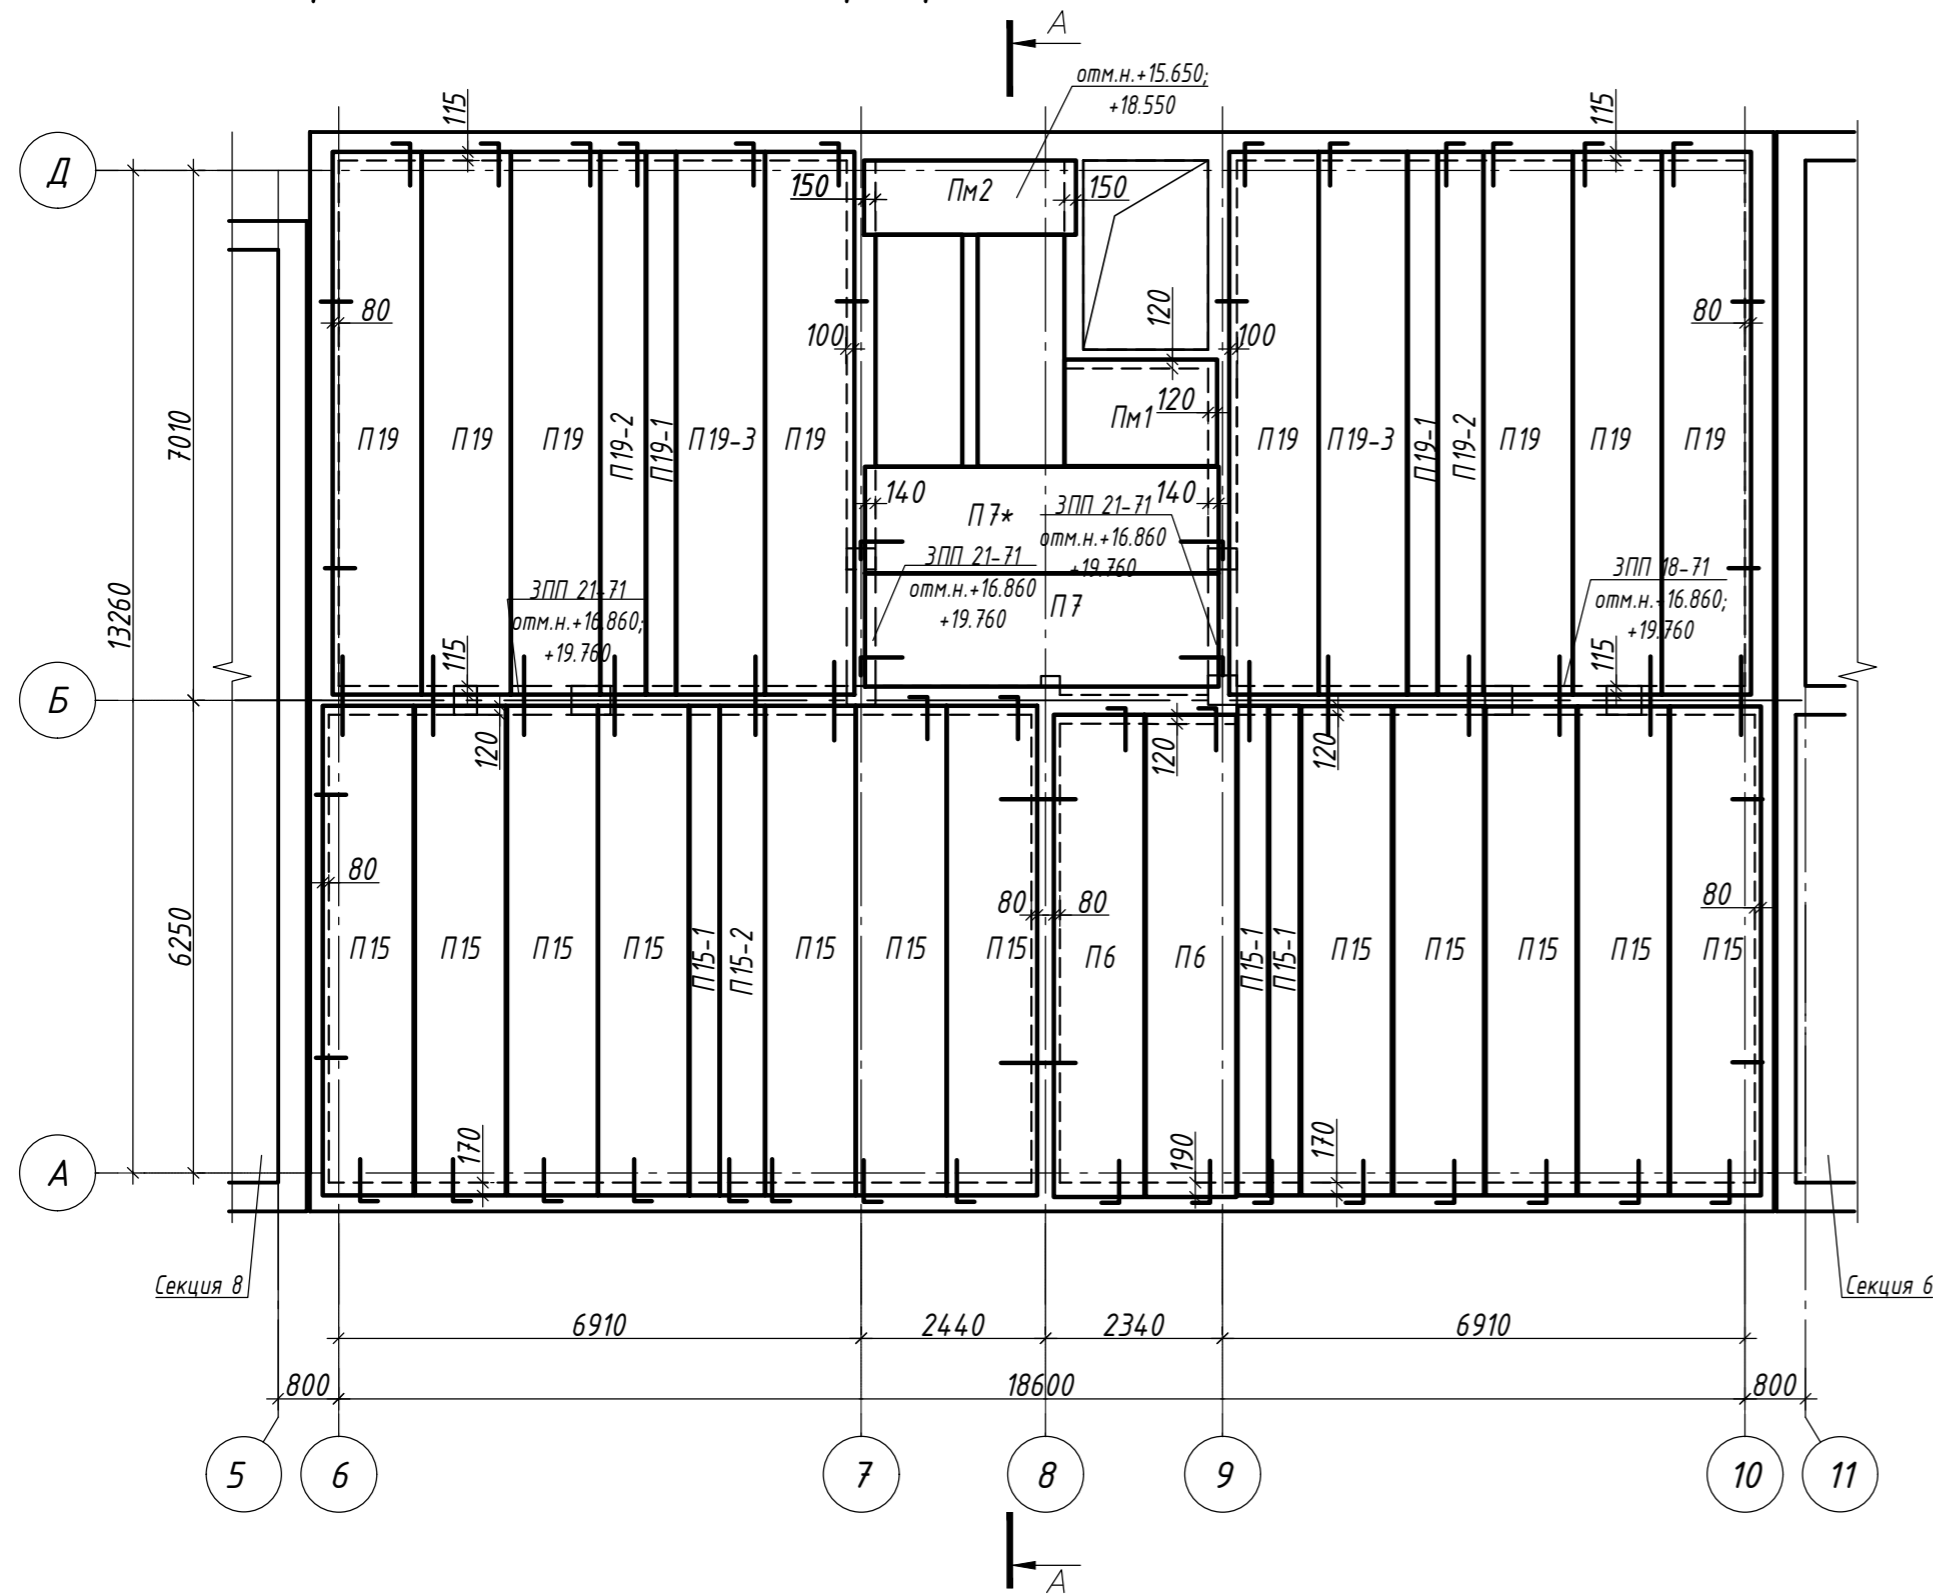 А
отм.н.+15.650;
+18.550
115
115
Д
150
Пм2
150
80
120
80
100
100
7010
П19
П19
П19
П19-2
П19-1
П19-3
П19
Пм1
120
П19
П19-3
П19-1
П19-2
П19
П19
П19
140
П7*
ЗПП 21-71
140
отм.н.+16.860
+19.760
13260
ЗПП 21-71
отм.н.+16.860;
+19.760
ЗПП 21-71
отм.н.+16.860
+19.760
П7
ЗПП 18-71
отм.н.+16.860;
+19.760
115
115
Б
120
120
120
80
80
80
80
6250
П15
П15
П15
П15
П15-1
П15-2
П15
П15
П15
П6
П6
П15-1
П15-1
П15
П15
П15
П15
П15
170
190
170
А
Секция 8
Секция 6
6910
2440
2340
6910
800
18600
800
5
6
7
8
9
10
11
А